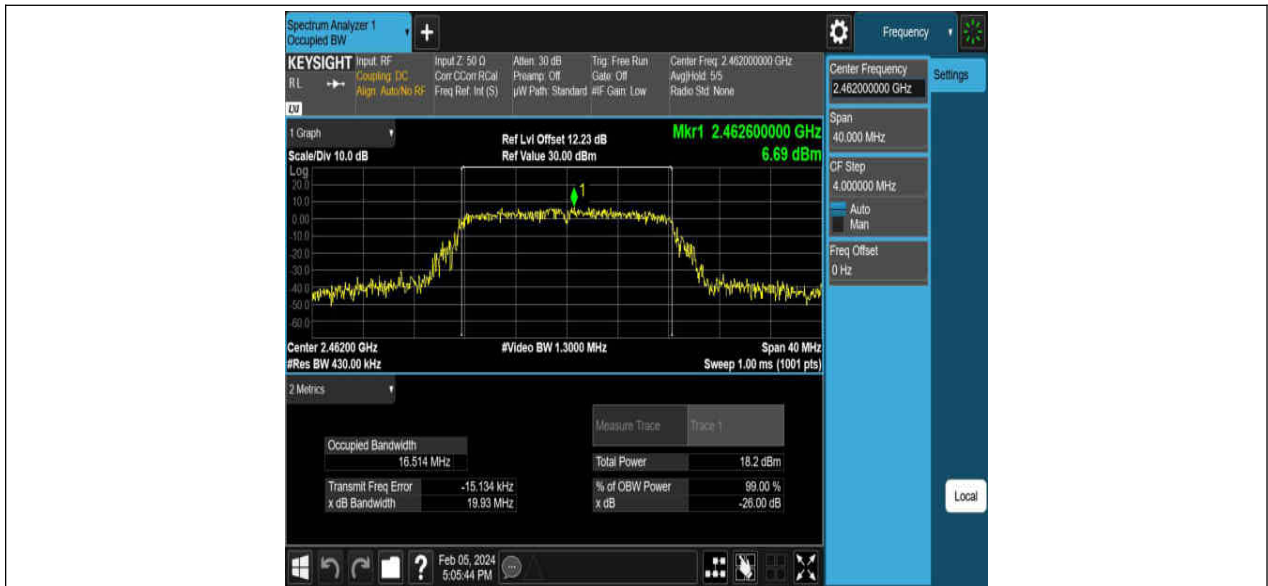 Spectrum Analyzer 1
Occupied BW
+
Frequency
KEYSIGHT
RL
LXI
Input: RF
Coupling: DC
Align: Auto/No RF
Input Z: 50 Ω
Corr CCorr RCal
Freq Ref: Int (S)
Atten: 30 dB
Preamp: Off
µW Path: Standard
Trig: Free Run
Gate: Off
#IF Gain: Low
Center Freq: 2.462000000 GHz
Avg|Hold: 5/5
Radio Std: None
Center Frequency
2.462000000 GHz
Settings
Span
40.000 MHz
CF Step
4.000000 MHz
Auto
Man
Freq Offset
0 Hz
Local
1 Graph
Scale/Div 10.0 dB
Ref Lvl Offset 12.23 dB
Ref Value 30.00 dBm
Mkr1 2.462600000 GHz
6.69 dBm
Log
20.0
10.0
0.00
-10.0
-20.0
-30.0
-40.0
-50.0
-60.0
1
Center 2.46200 GHz
#Res BW 430.00 kHz
#Video BW 1.3000 MHz
Span 40 MHz
Sweep 1.00 ms (1001 pts)
2 Metrics
Measure Trace Trace 1
Occupied Bandwidth
16.514 MHz
Total Power 18.2 dBm
Transmit Freq Error -15.134 kHz
% of OBW Power 99.00 %
x dB Bandwidth 19.93 MHz
x dB -26.00 dB
?
Feb 05, 2024
5:05:44 PM